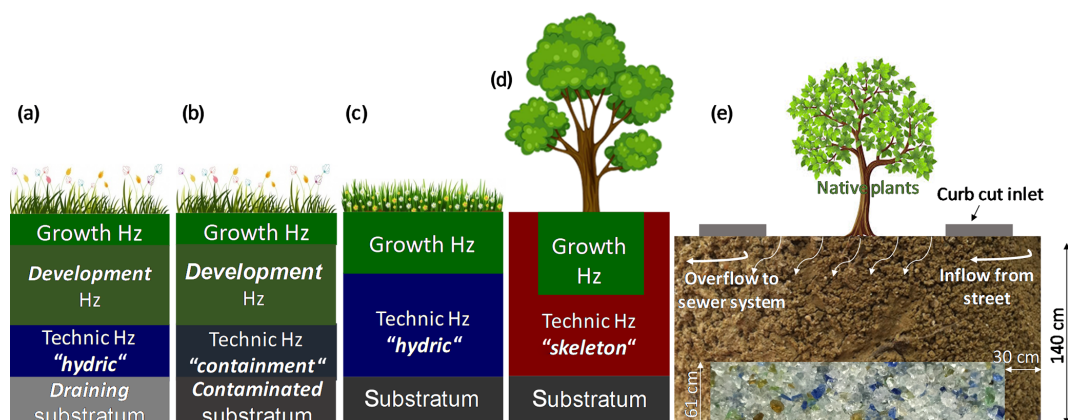 (a)
Growth Hz
Development
Hz
Technic Hz
“hydric“
Draining
substratum
(b)
Growth Hz
Development
Hz
Technic Hz
“containment“
Contaminated
substratum
(c)
Growth Hz
Technic Hz
“hydric“
Substratum
(d)
Growth
Hz
Technic Hz
“skeleton“
Substratum
(e)
Native plants
Curb cut inlet
Overflow to
sewer system
Inflow from
street
30 cm
61 cm
140 cm